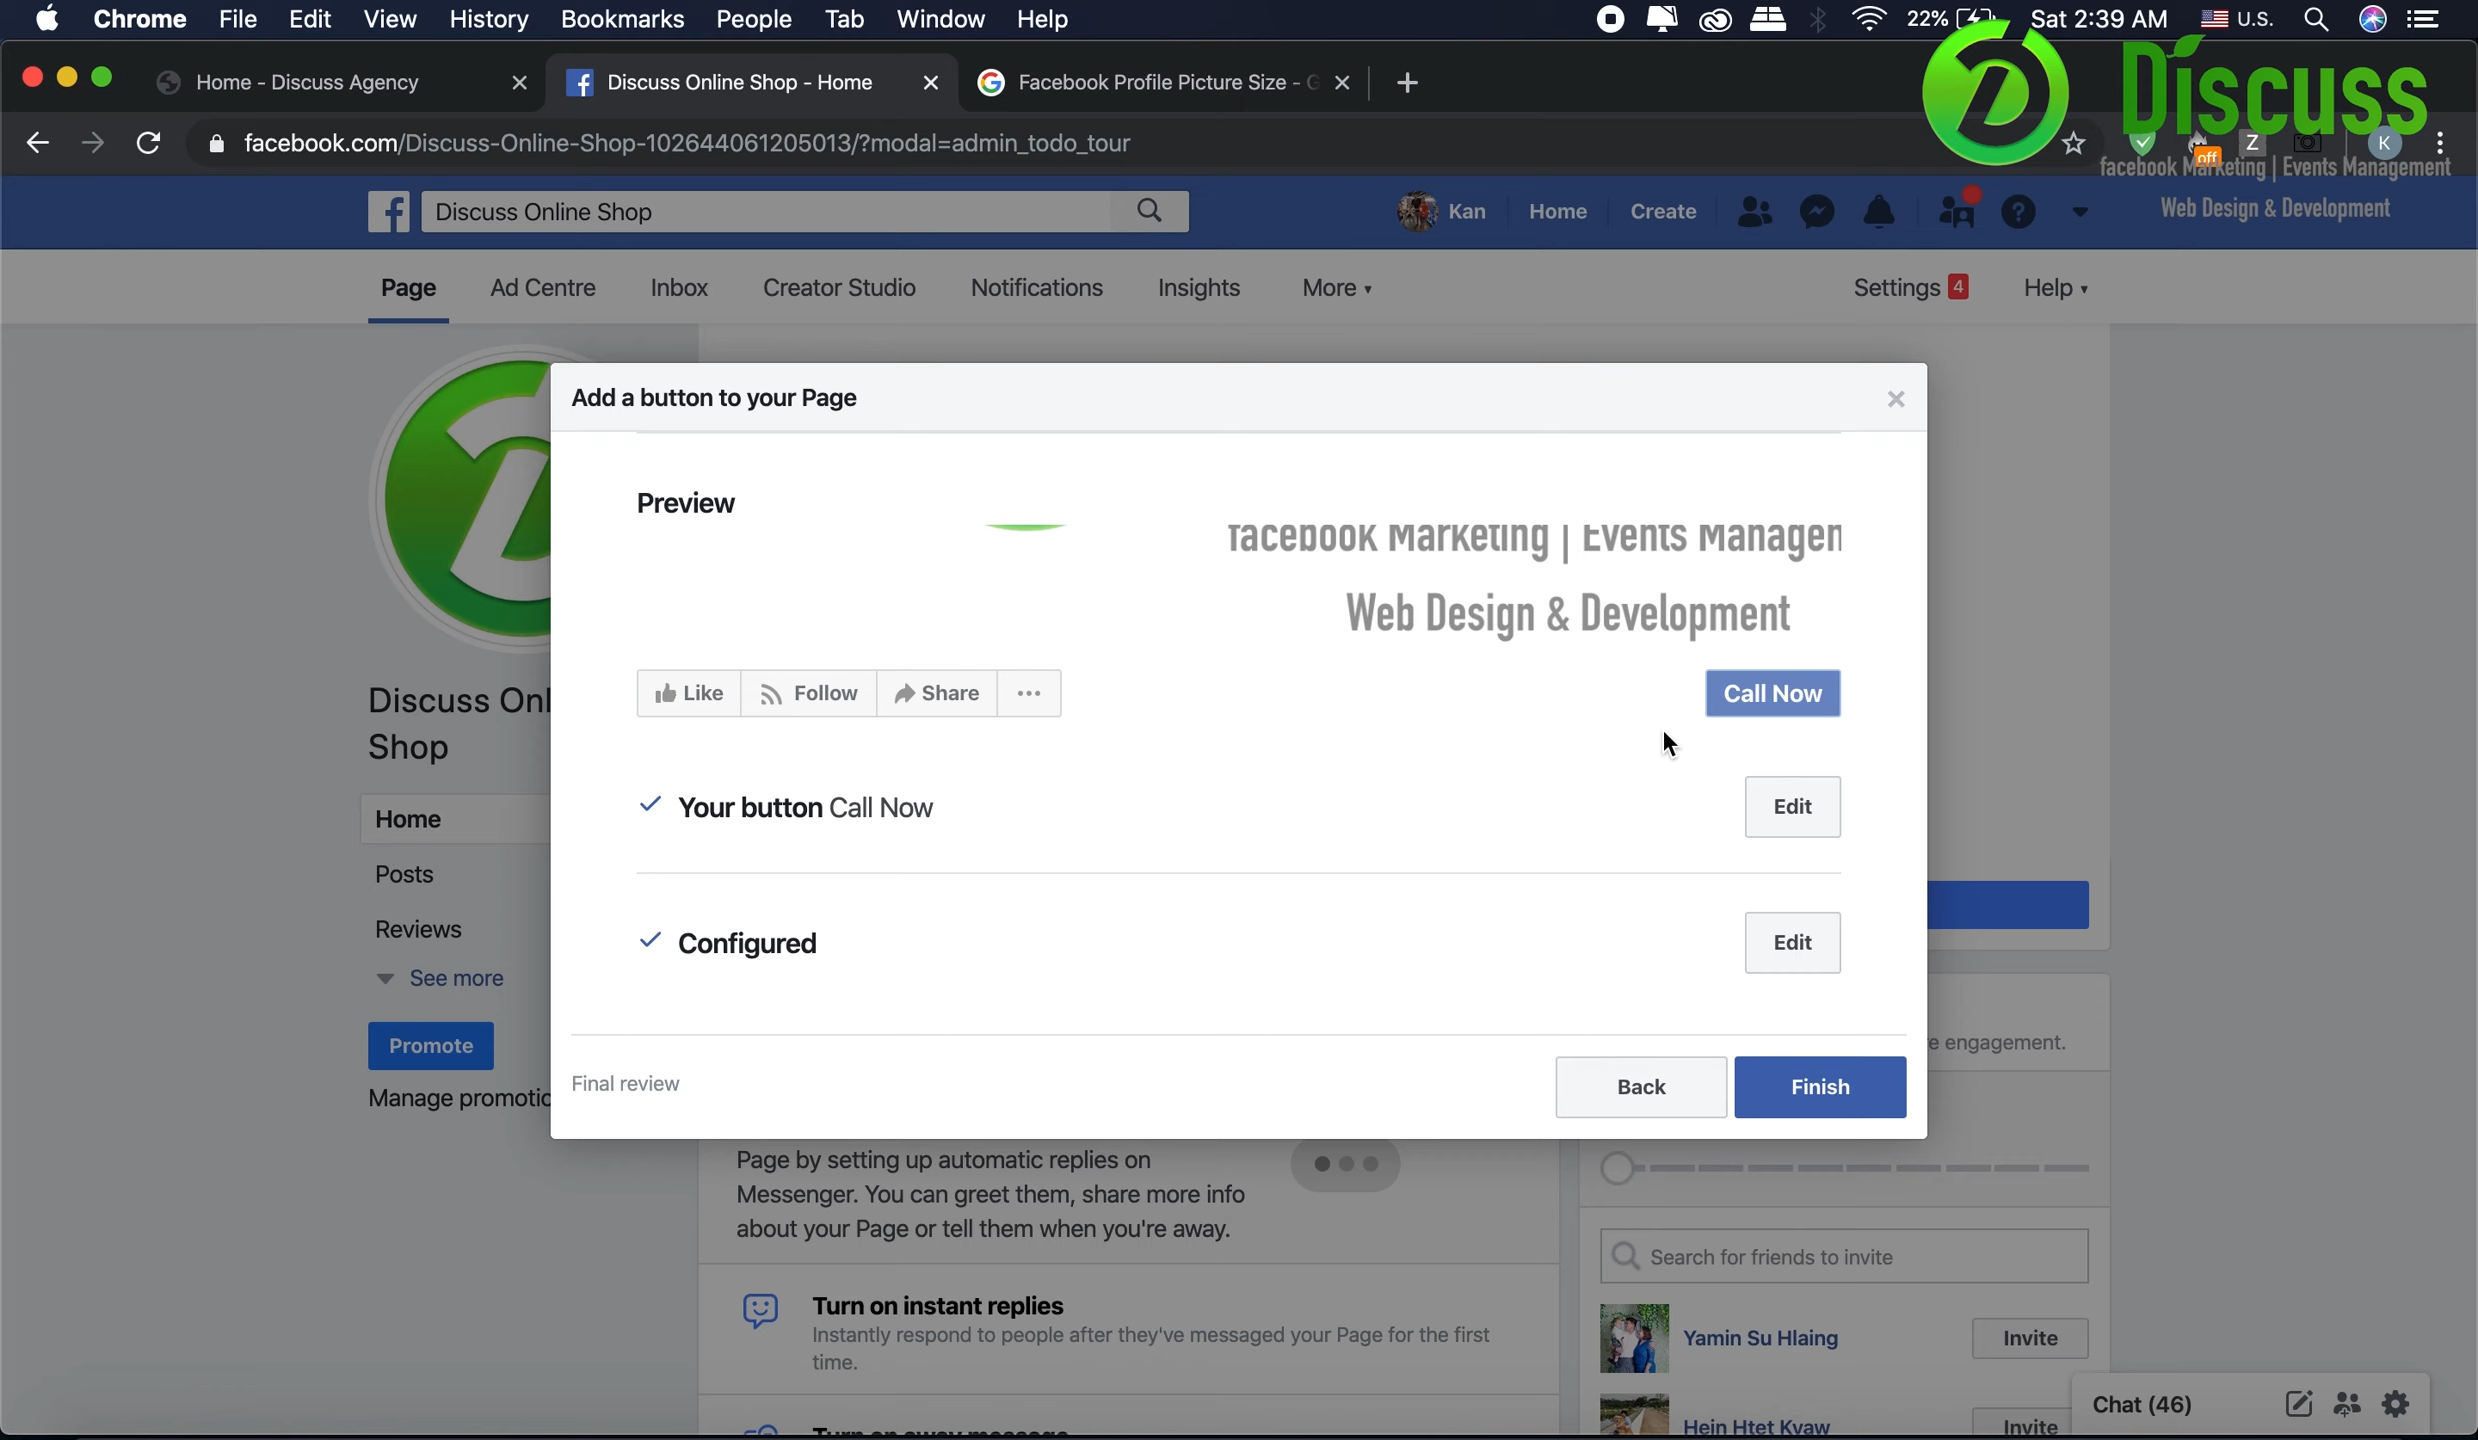 Chrome File Edit View History Bookmarks People Tab Window Help 22% Sat 2:39 AM U.S.
Home - Discuss Agency Discuss Online Shop - Home Facebook Profile Picture Size - G
Discuss
facebook.com/Discuss-Online-Shop-102644061205013/?modal=admin_todo_tour
off Z K
facebook Marketing | Events Management
Web Design & Development
Discuss Online Shop Kan Home Create
Page Ad Centre Inbox Creator Studio Notifications Insights More Settings 4 Help
Add a button to your Page
Preview
facebook Marketing | Events Managem
Web Design & Development
Like Follow Share Call Now
Discuss Onl
Shop
Your button Call Now Edit
Home
Posts
Reviews
See more
Configured Edit
Promote
Manage promotio
e engagement.
Final review Back Finish
Page by setting up automatic replies on
Messenger. You can greet them, share more info
about your Page or tell them when you're away.
Search for friends to invite
Turn on instant replies
Instantly respond to people after they've messaged your Page for the first
time.
Yamin Su Hlaing Invite
Turn on away message
Hein Htet Kyaw Invite
Chat (46)